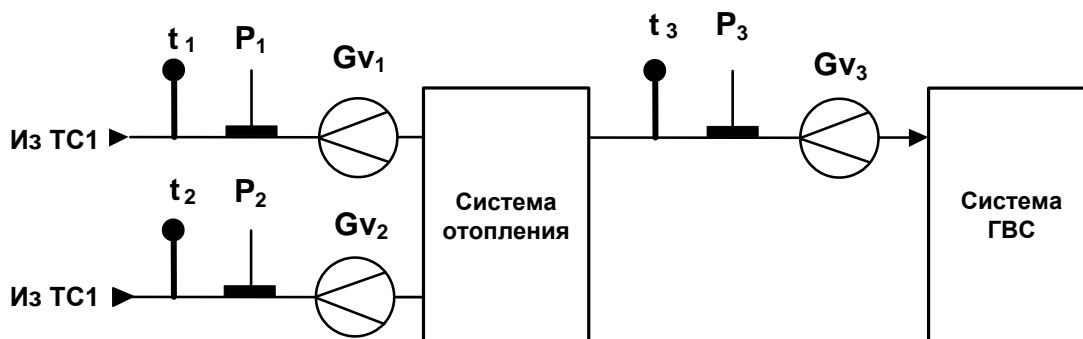 t 1 P1 Gv1 t 3 P3 Gv3
Из ТС1
t 2 P2 Gv2
Из ТС1
Система
отопления
Система
ГВС